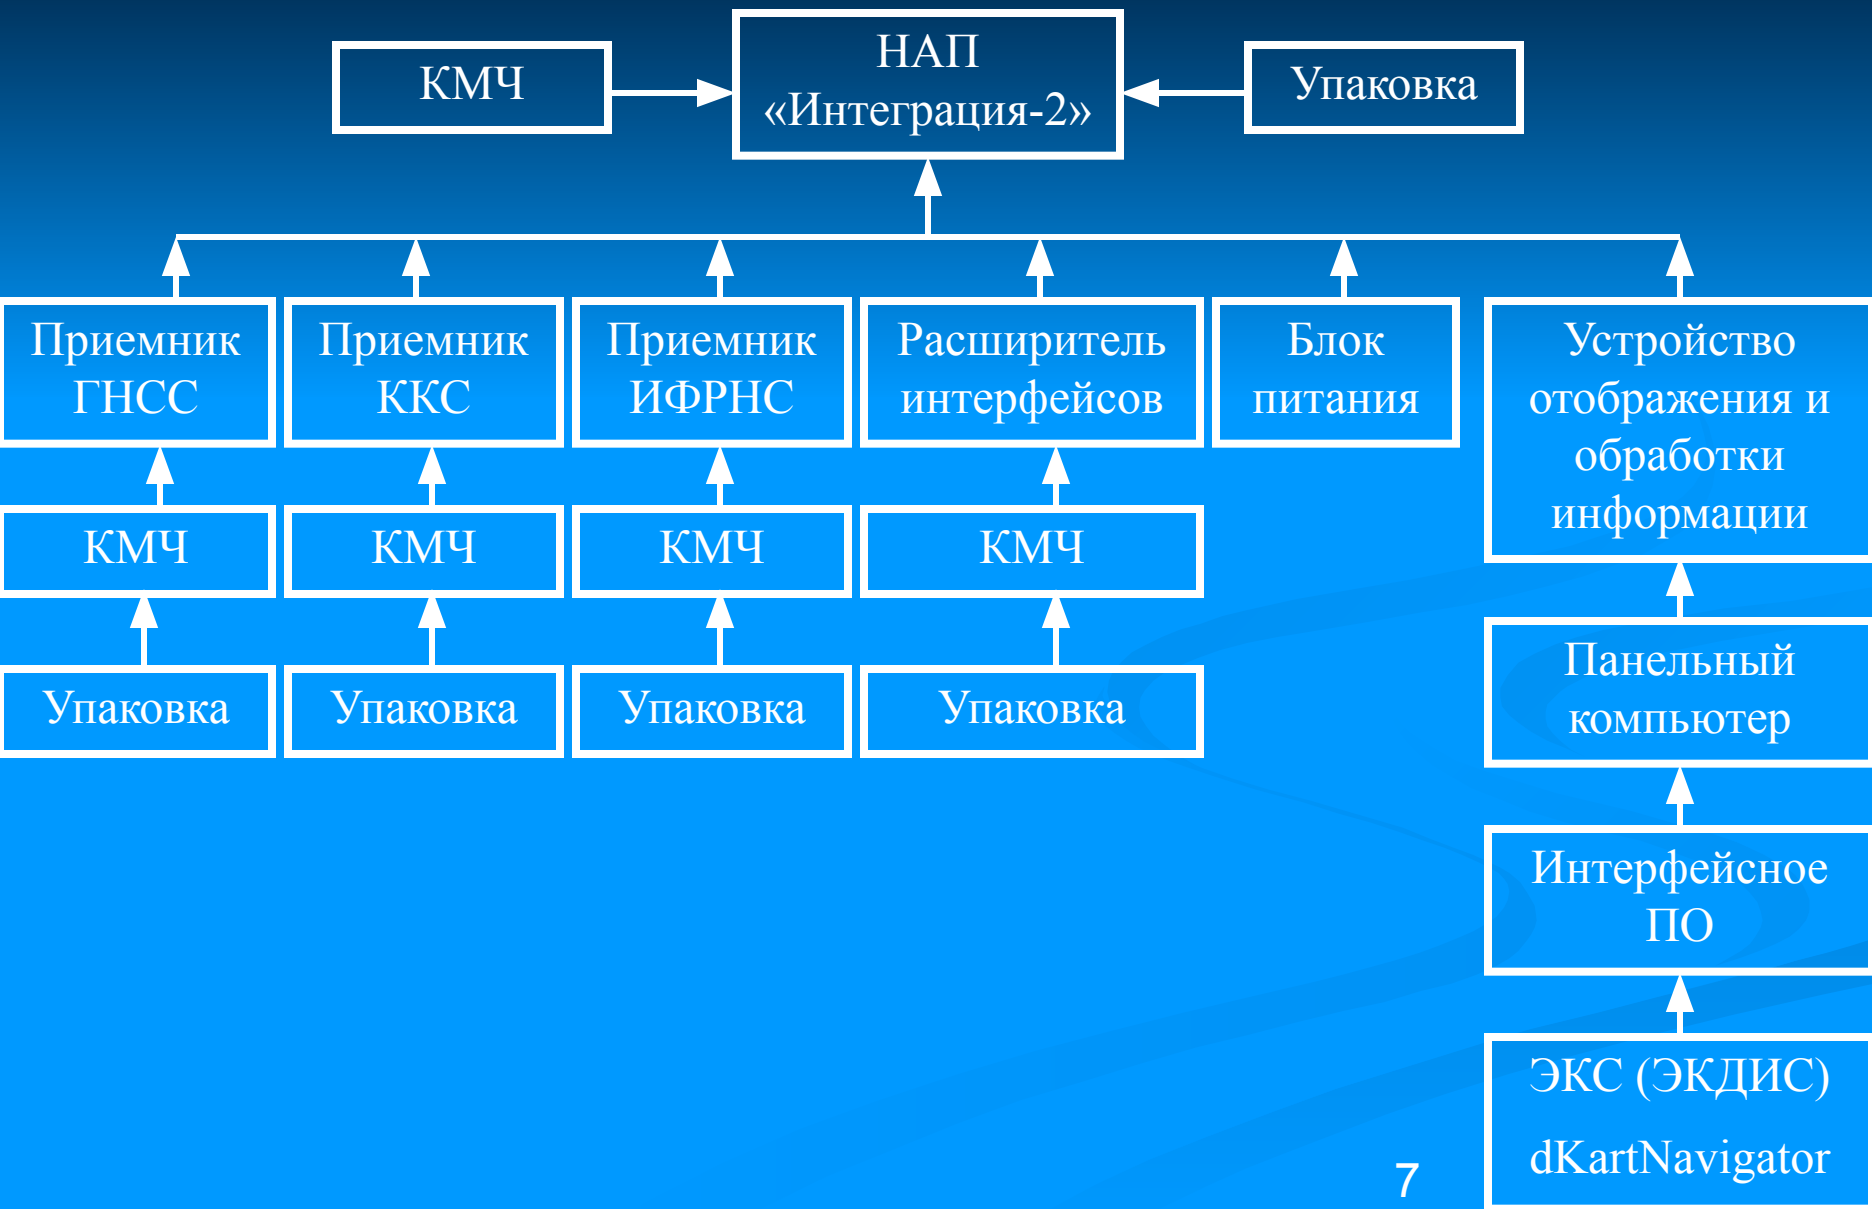 КМЧ
НАП
«Интеграция-2»
Упаковка
Приемник
ГНСС
Приемник
ККС
Приемник
ИФРНС
Расширитель
интерфейсов
Блок
питания
Устройство
отображения и
обработки
информации
КМЧ
КМЧ
КМЧ
КМЧ
Упаковка
Упаковка
Упаковка
Упаковка
Панельный
компьютер
Интерфейсное
ПО
ЭКС (ЭКДИС)
dKartNavigator
7